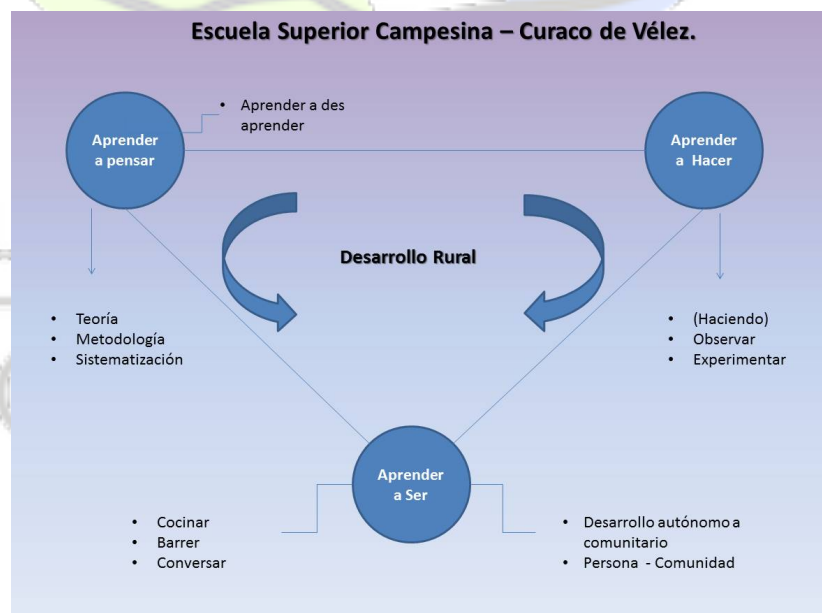 Escuela Superior Campesina – Curaco de Vélez.
• Aprender a des
aprender
Aprender
a pensar
Aprender
a Hacer
Desarrollo Rural
• Teoría
• Metodología
• Sistematización
• (Haciendo)
• Observar
• Experimentar
Aprender
a Ser
• Cocinar
• Barrer
• Conversar
• Desarrollo autónomo a
comunitario
• Persona - Comunidad